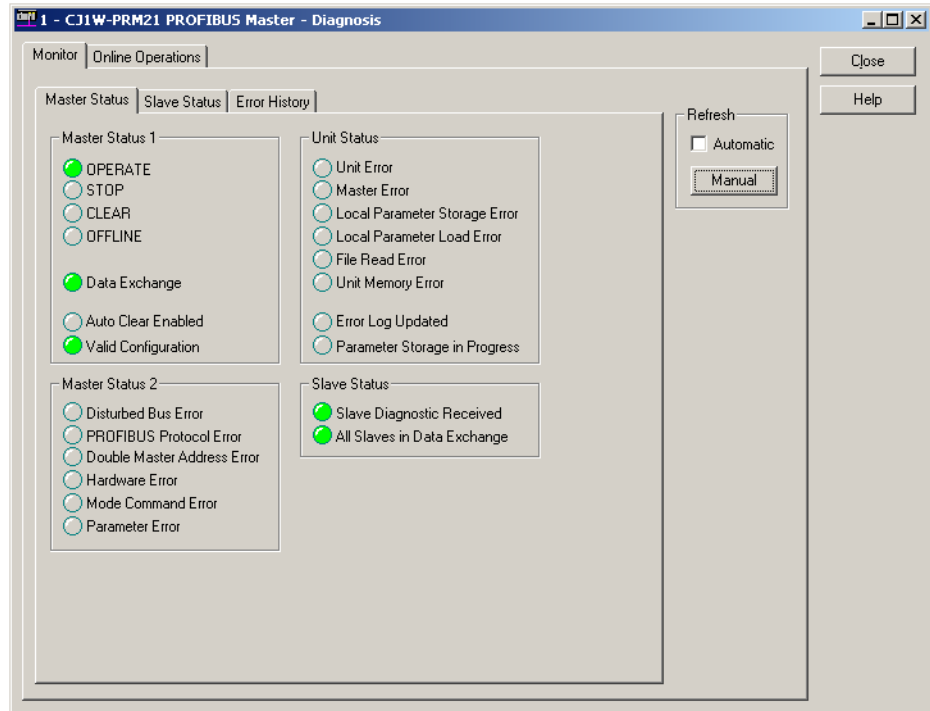 1 - CJ1W-PRM21 PROFIBUS Master - Diagnosis
Monitor
Online Operations
Close
Help
Master Status
Slave Status
Error History
Refresh
Automatic
Manual
Master Status 1
OPERATE
STOP
CLEAR
OFFLINE
Data Exchange
Auto Clear Enabled
Valid Configuration
Unit Status
Unit Error
Master Error
Local Parameter Storage Error
Local Parameter Load Error
File Read Error
Unit Memory Error
Error Log Updated
Parameter Storage in Progress
Master Status 2
Disturbed Bus Error
PROFIBUS Protocol Error
Double Master Address Error
Hardware Error
Mode Command Error
Parameter Error
Slave Status
Slave Diagnostic Received
All Slaves in Data Exchange